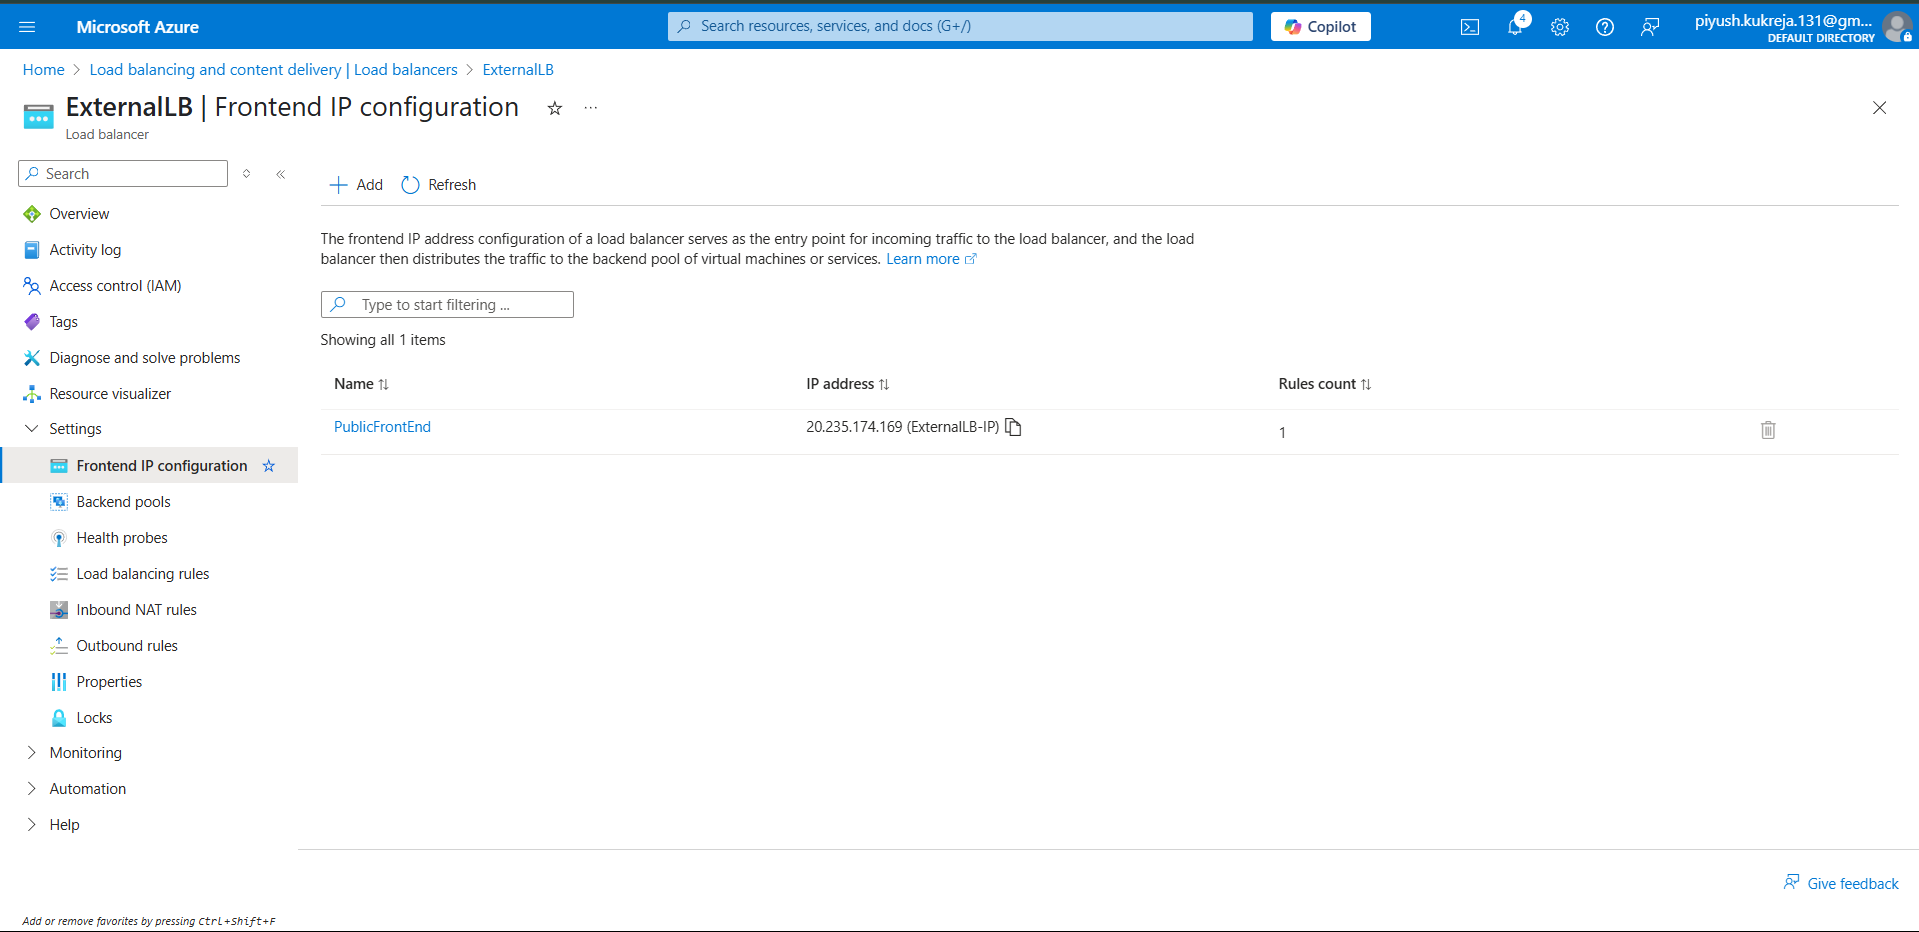 Microsoft Azure
Search resources, services, and docs (G+/)
Copilot
4
piyush.kukreja.131@gm...
DEFAULT DIRECTORY
Home > Load balancing and content delivery | Load balancers > ExternalLB
ExternalLB | Frontend IP configuration
Load balancer
Search
Overview
Activity log
Access control (IAM)
Tags
Diagnose and solve problems
Resource visualizer
Settings
Frontend IP configuration
Backend pools
Health probes
Load balancing rules
Inbound NAT rules
Outbound rules
Properties
Locks
Monitoring
Automation
Help
Add Refresh
The frontend IP address configuration of a load balancer serves as the entry point for incoming traffic to the load balancer, and the load
balancer then distributes the traffic to the backend pool of virtual machines or services. Learn more
Type to start filtering ...
Showing all 1 items
Name IP address Rules count
PublicFrontEnd 20.235.174.169 (ExternalLB-IP) 1
Give feedback
Add or remove favorites by pressing Ctrl+Shift+F